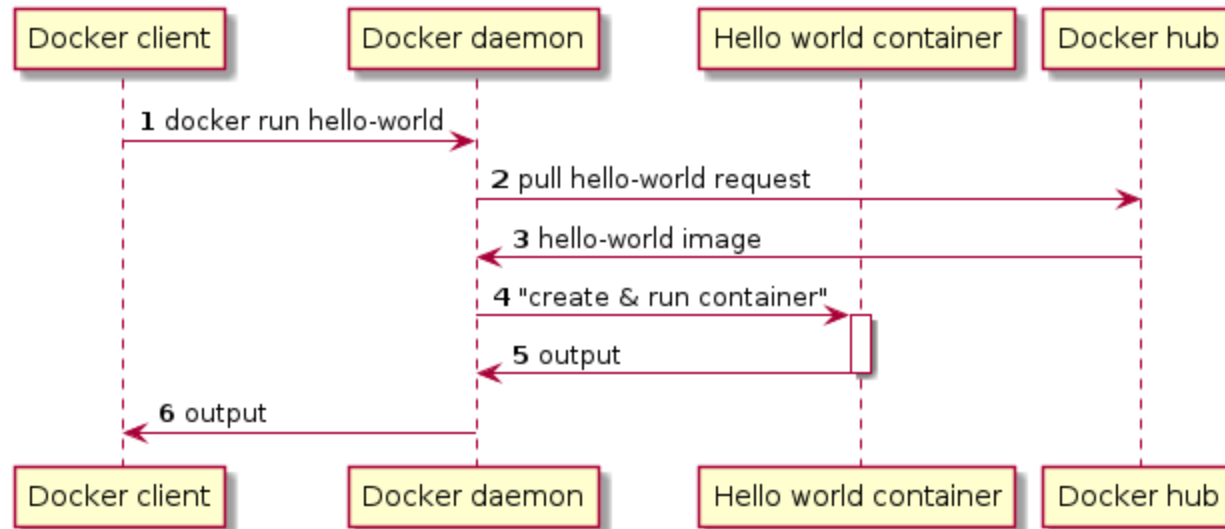 Docker client
Docker daemon
Hello world container
Docker hub
1 docker run hello-world
2 pull hello-world request
3 hello-world image
4 "create & run container"
5 output
6 output
Docker client
Docker daemon
Hello world container
Docker hub